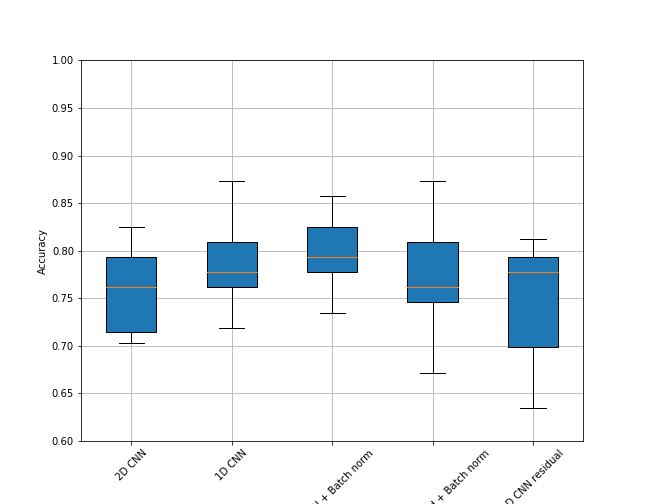 1.00
0.95
0.90
0.85
0.80
0.75
0.70
0.65
0.60
Accuracy
2D CNN
1D CNN
+ Batch norm
+ Batch norm
D CNN residual